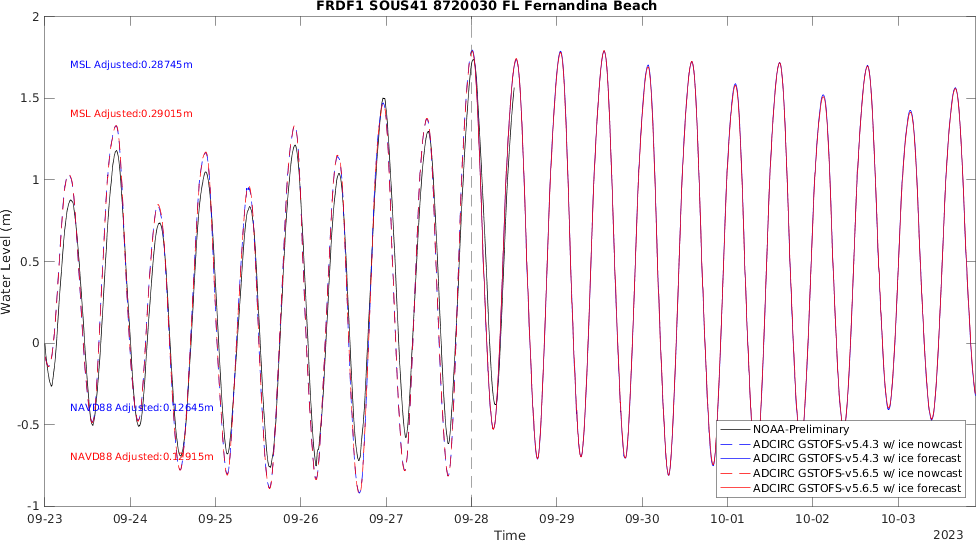 FRDF1 SOUS41 8720030 FL Fernandina Beach
2
MSL Adjusted:0.28745m
1.5
MSL Adjusted:0.29015m
1
0.5
Water Level (m)
0
NAVD88 Adjusted:0.12645m
-0.5
NAVD88 Adjusted:0.12915m
-1
NOAA-Preliminary
ADCIRC GSTOFS-v5.4.3 w/ ice nowcast
ADCIRC GSTOFS-v5.4.3 w/ ice forecast
ADCIRC GSTOFS-v5.6.5 w/ ice nowcast
ADCIRC GSTOFS-v5.6.5 w/ ice forecast
09-23 09-24 09-25 09-26 09-27 09-28 09-29 09-30 10-01 10-02 10-03
Time
2023